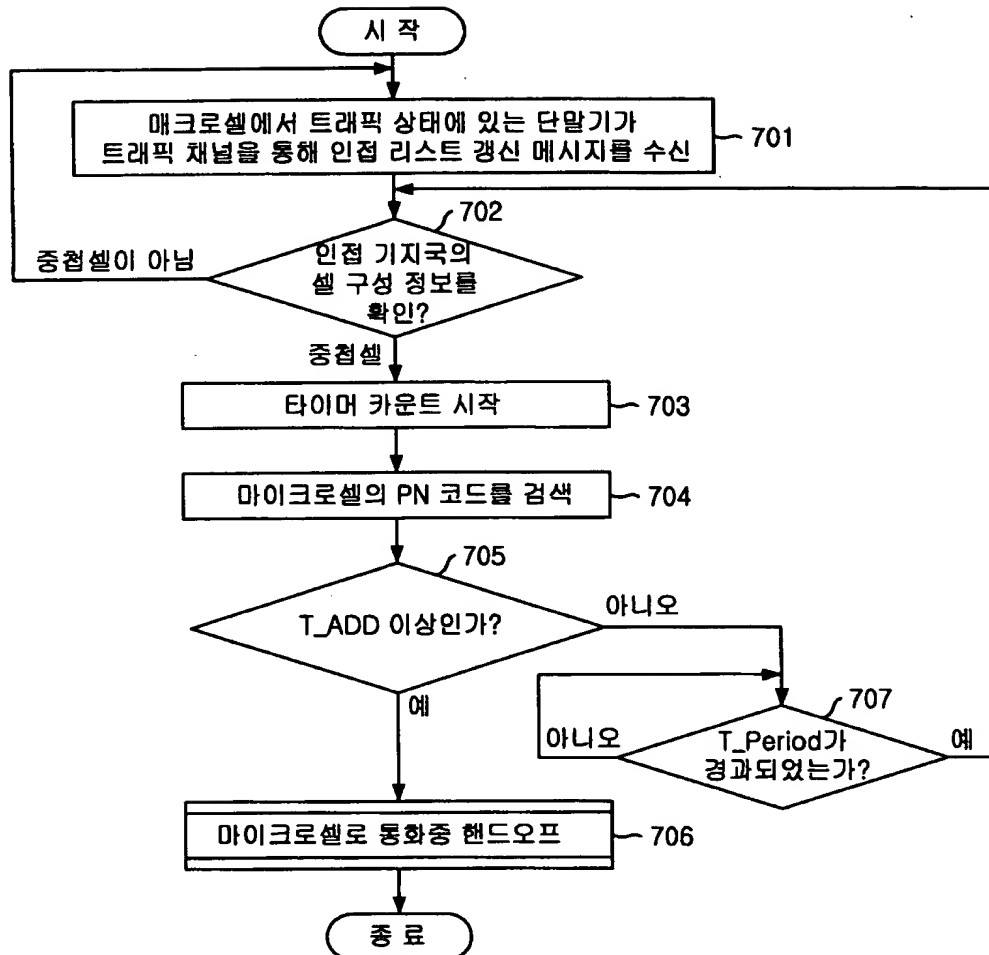 시 작
매크로셀에서 트래픽 상태에 있는 단말기가
트래픽 채널을 통해 인접 리스트 갱신 메시지를 수신
701
702
인접 기지국의
셀 구성 정보를
확인?
중첩셀이 아님
중첩셀
타이머 카운트 시작
703
마이크로셀의 PN 코드를 검색
704
705
T_ADD 이상인가?
아니오
예
707
T_Period가
경과되었는가?
아니오
예
마이크로셀로 통화중 핸드오프
706
종 료